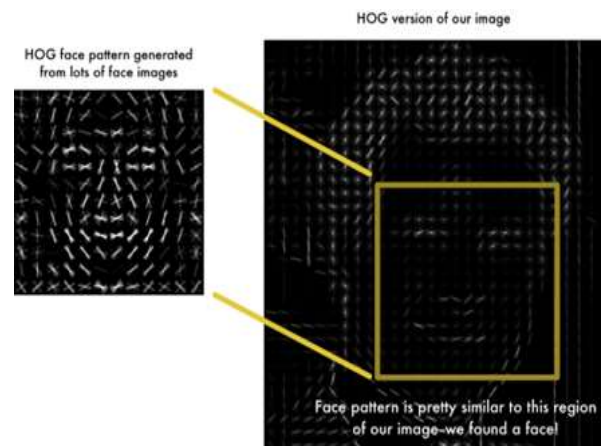 HOG version of our image
HOG face pattern generated
from lots of face images
Face pattern is pretty similar to this region
of our image-we found a face!